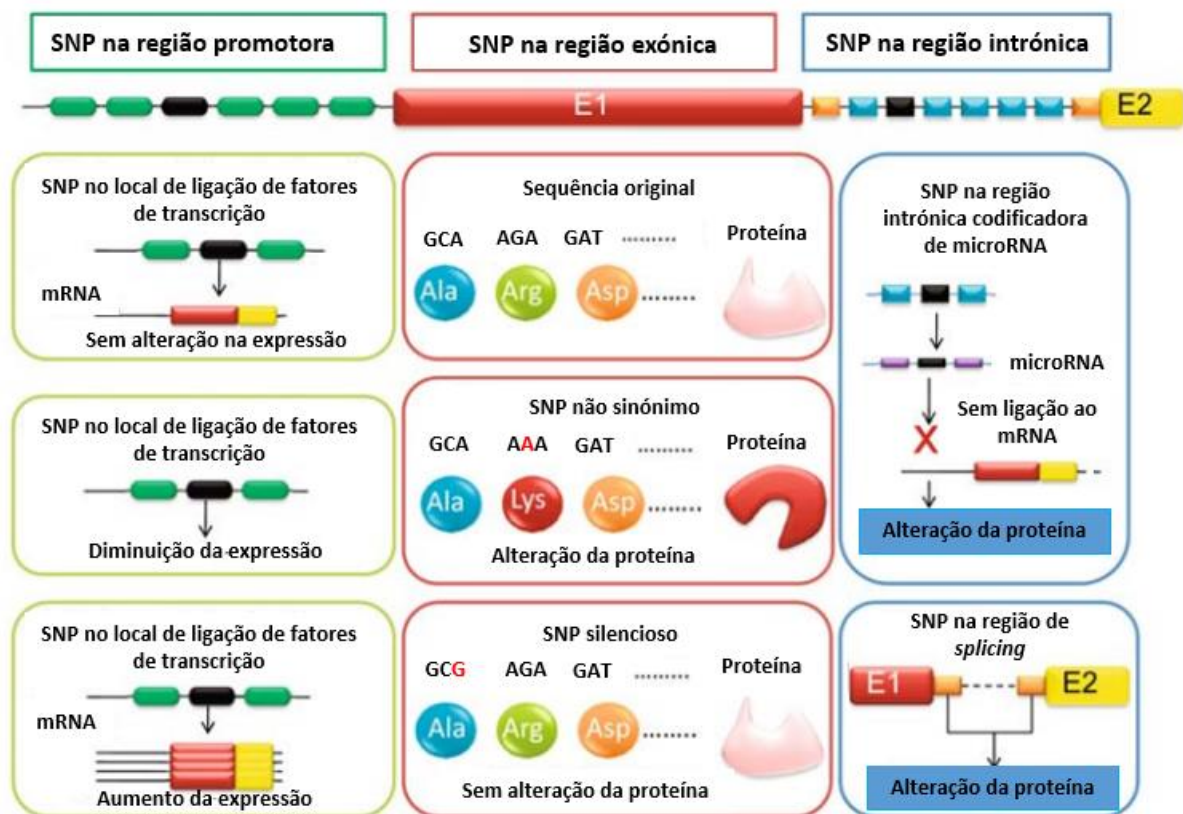 SNP na região promotora
SNP na região exónica
SNP na região intrónica
E1
E2
SNP no local de ligação de fatores
de transcrição
mRNA
Sem alteração na expressão
SNP no local de ligação de fatores
de transcrição
Diminuição da expressão
SNP no local de ligação de fatores
de transcrição
mRNA
Aumento da expressão
Sequência original
GCA AGA GAT ......... Proteína
Ala Arg Asp ........
SNP não sinónimo
GCA AAA GAT ......... Proteína
Ala Lys Asp ........
Alteração da proteína
SNP silencioso
GCG AGA GAT ......... Proteína
Ala Arg Asp ........
Sem alteração da proteína
SNP na região
intrónica codificadora
de microRNA
microRNA
Sem ligação ao
X mRNA
Alteração da proteína
SNP na região de
splicing
E1 E2
Alteração da proteína